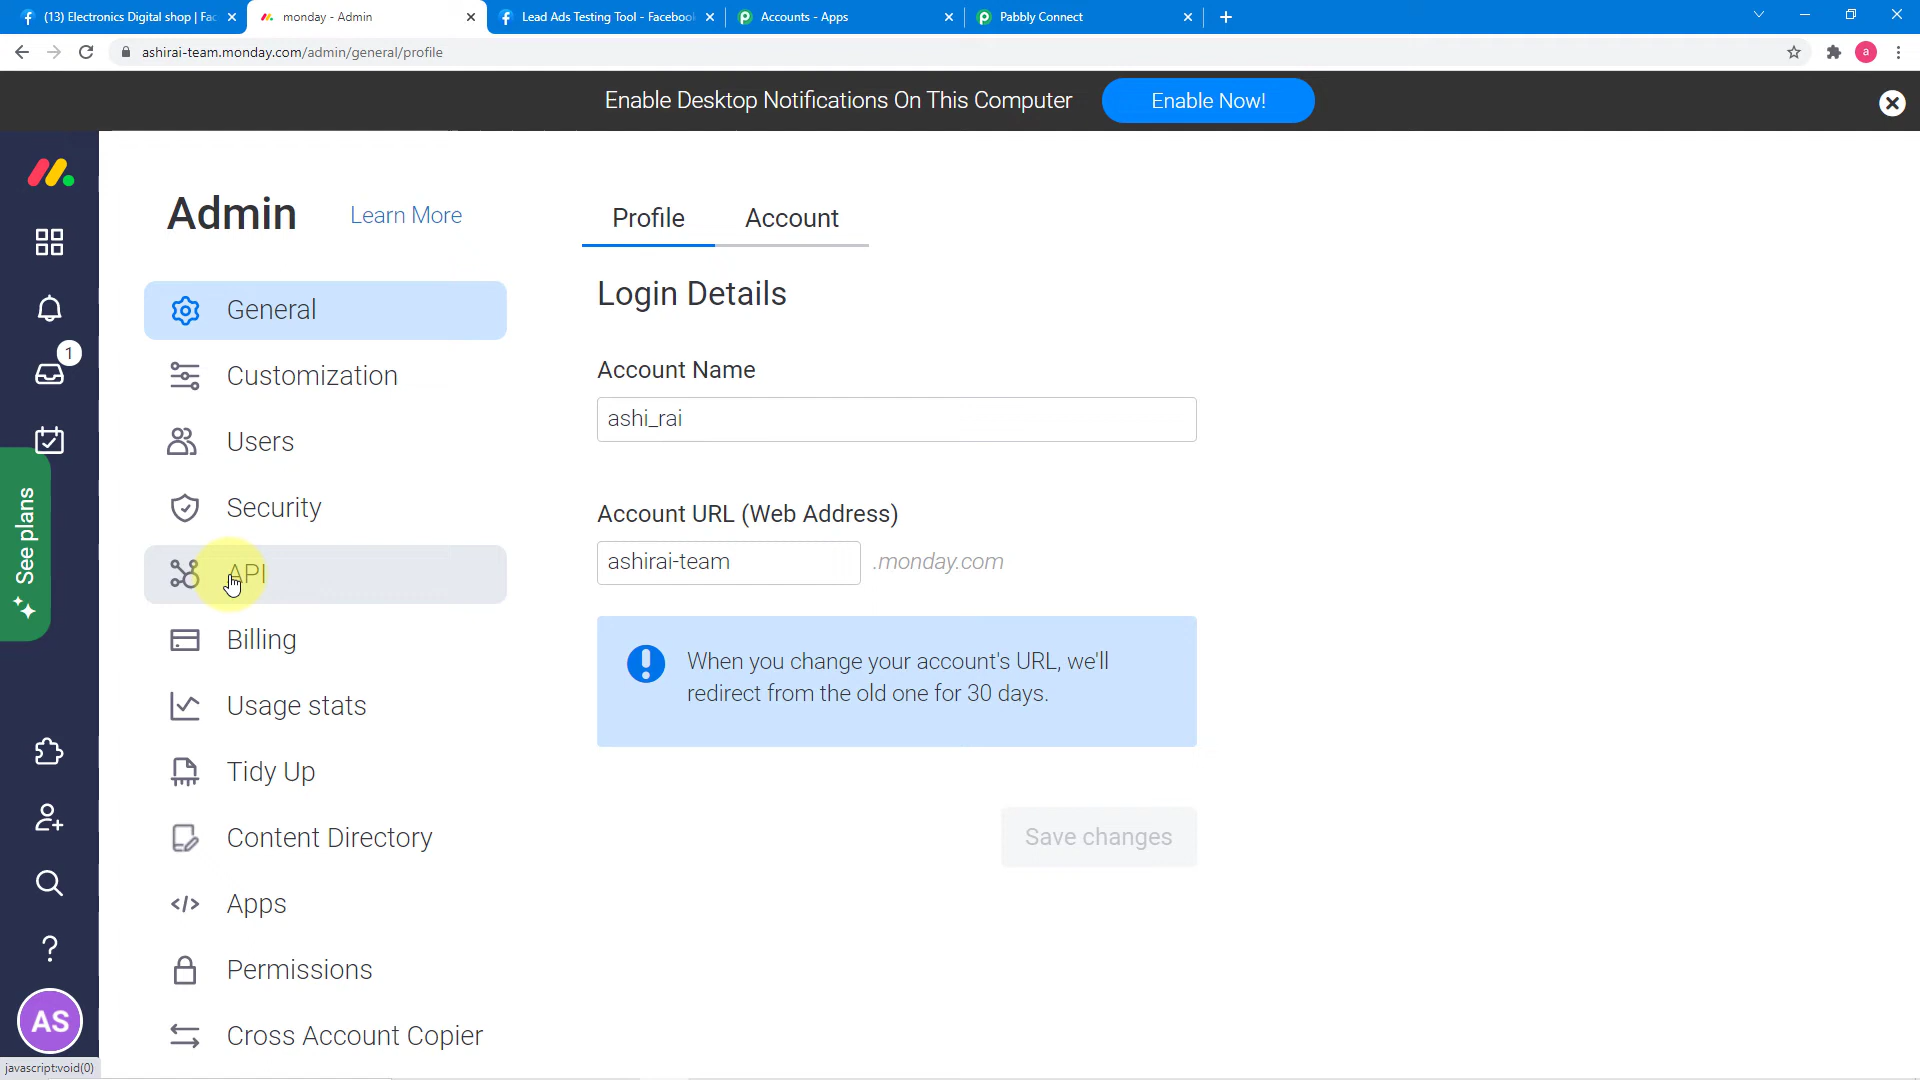 (13) Electronics Digital shop | Fac
monday - Admin
Lead Ads Testing Tool - Facebook
Accounts - Apps
Pabbly Connect
ashirai-team.monday.com/admin/general/profile
a
Enable Desktop Notifications On This Computer
Enable Now!
Admin
Learn More
Profile
Account
General
Customization
Users
Security
API
Billing
Usage stats
Tidy Up
Content Directory
Apps
Permissions
Cross Account Copier
1
See plans
AS
Login Details
Account Name
ashi_rai
Account URL (Web Address)
ashirai-team .monday.com
When you change your account's URL, we'll
redirect from the old one for 30 days.
Save changes
javascript:void(0)